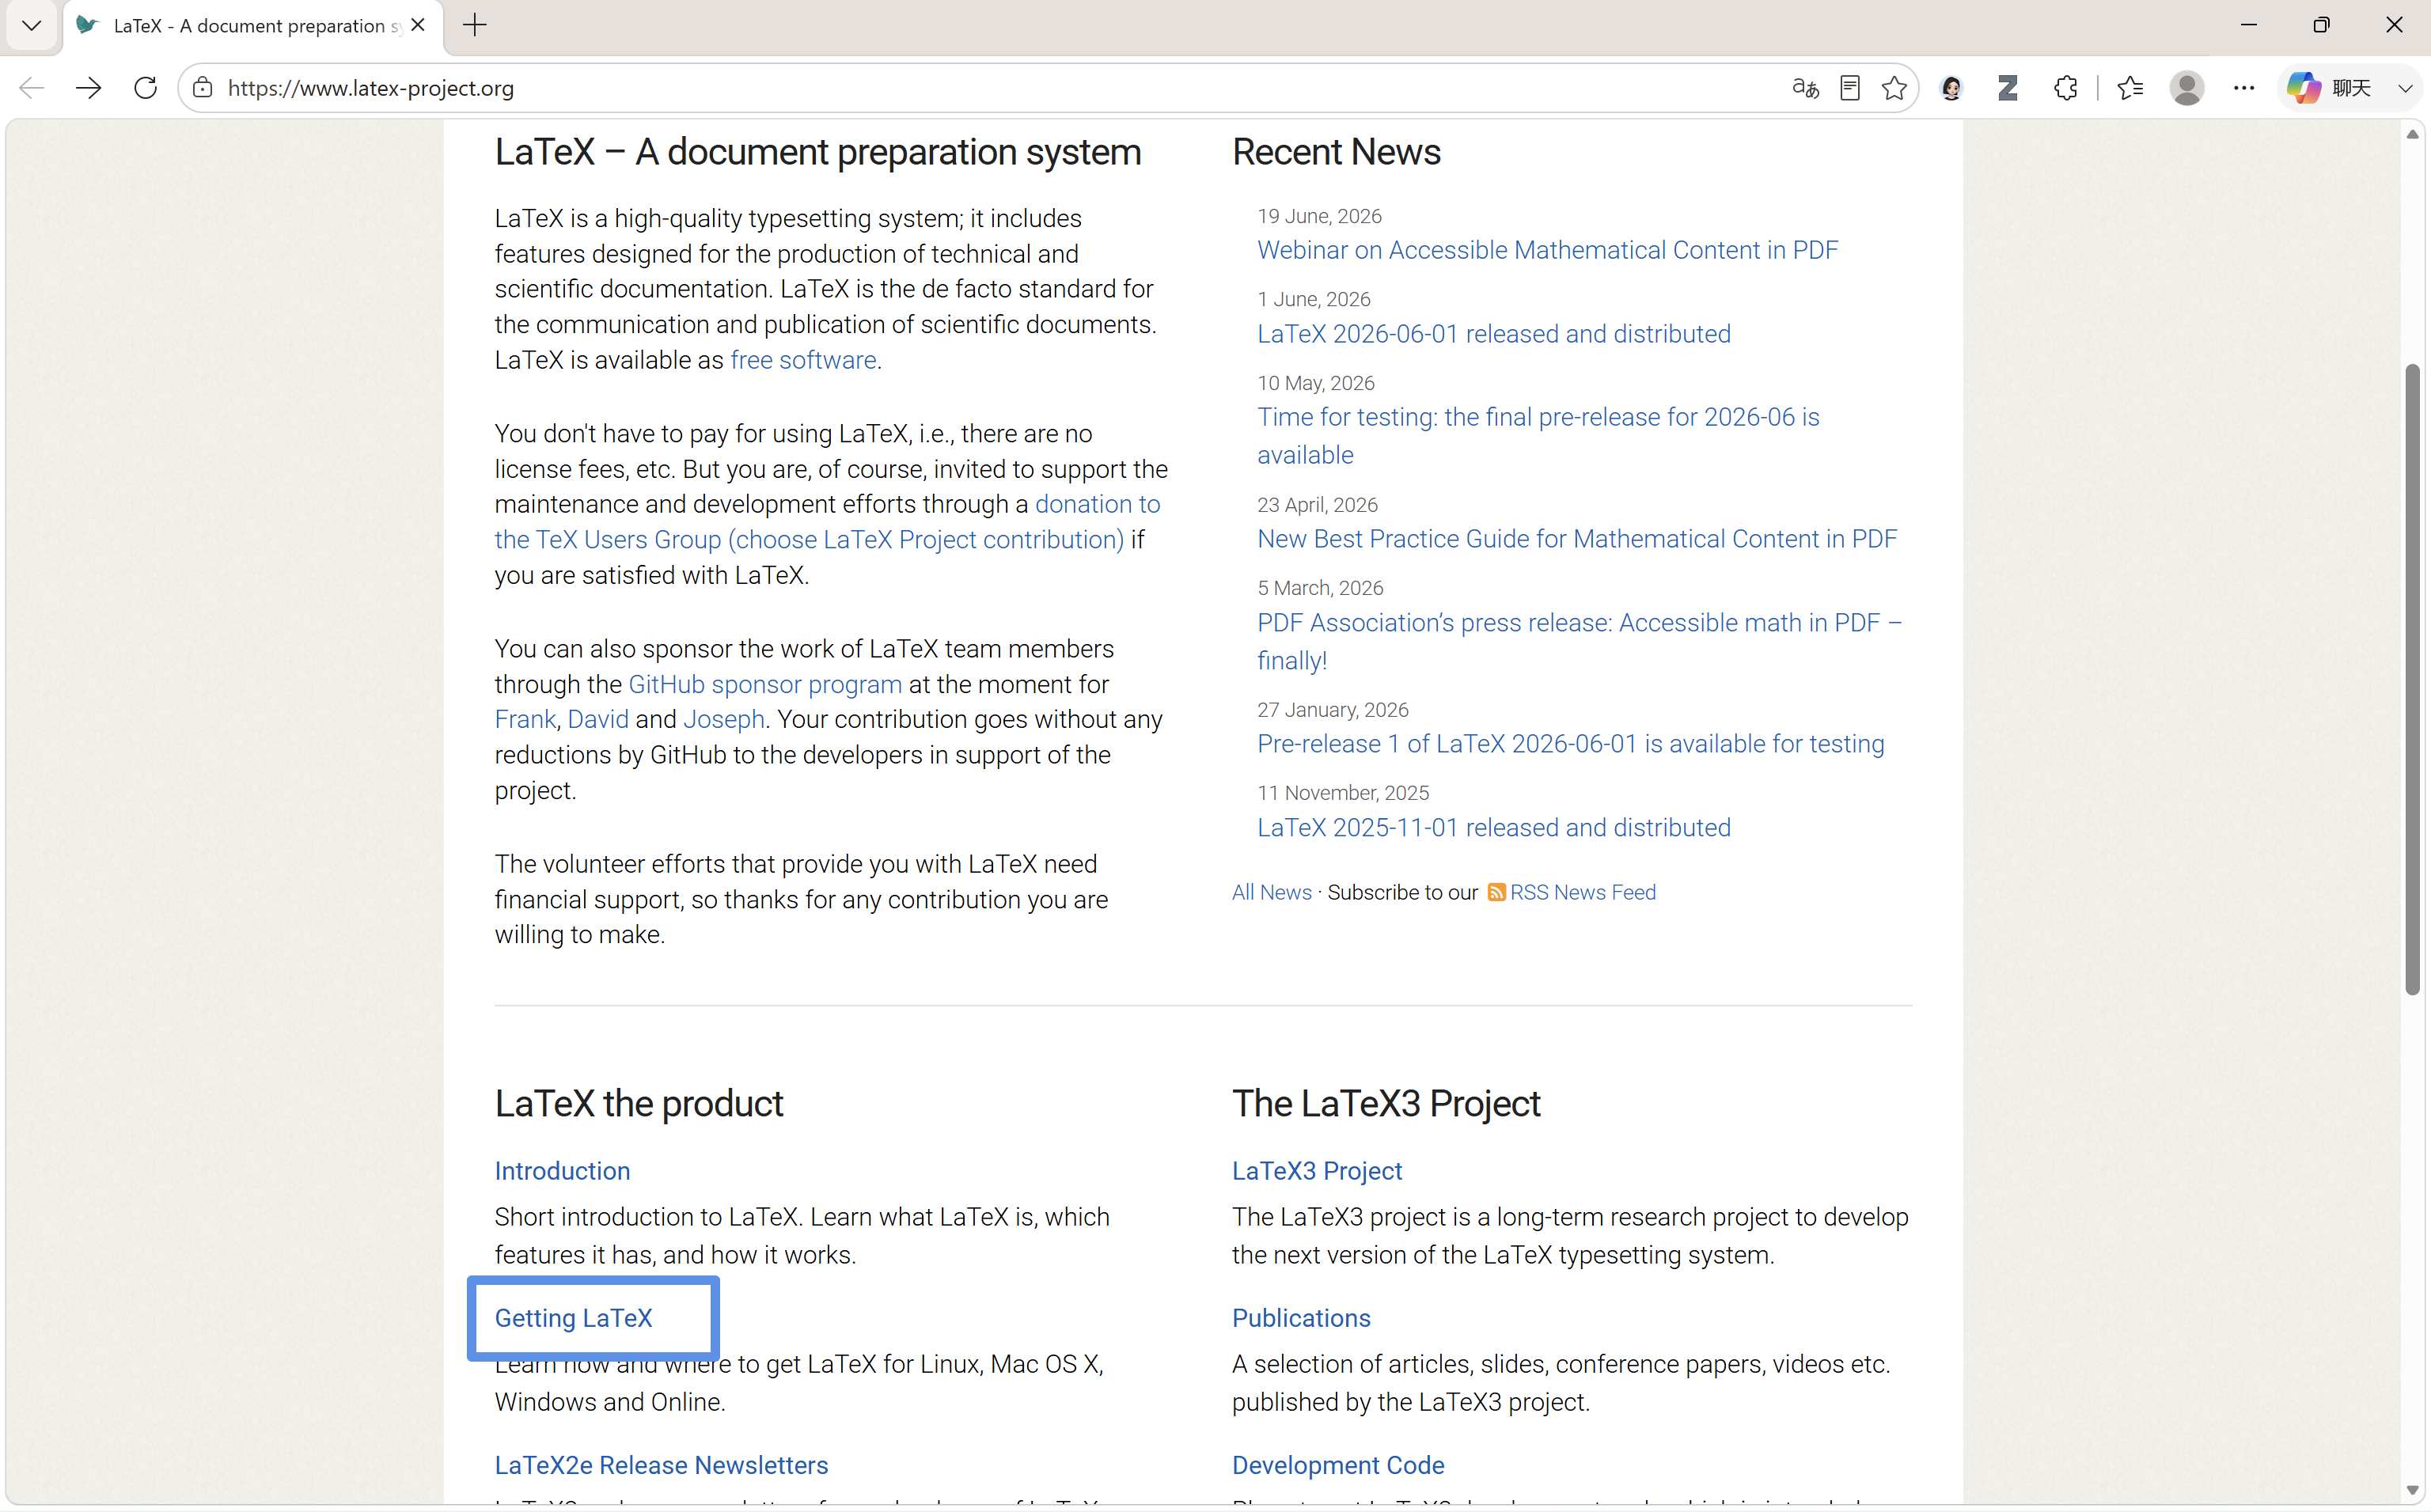 LaTeX - A document preparation sy
https://www.latex-project.org
聊天
LaTeX – A document preparation system
LaTeX is a high-quality typesetting system; it includes
features designed for the production of technical and
scientific documentation. LaTeX is the de facto standard for
the communication and publication of scientific documents.
LaTeX is available as free software.
You don't have to pay for using LaTeX, i.e., there are no
license fees, etc. But you are, of course, invited to support the
maintenance and development efforts through a donation to
the TeX Users Group (choose LaTeX Project contribution) if
you are satisfied with LaTeX.
You can also sponsor the work of LaTeX team members
through the GitHub sponsor program at the moment for
Frank, David and Joseph. Your contribution goes without any
reductions by GitHub to the developers in support of the
project.
The volunteer efforts that provide you with LaTeX need
financial support, so thanks for any contribution you are
willing to make.
Recent News
19 June, 2026
Webinar on Accessible Mathematical Content in PDF
1 June, 2026
LaTeX 2026-06-01 released and distributed
10 May, 2026
Time for testing: the final pre-release for 2026-06 is
available
23 April, 2026
New Best Practice Guide for Mathematical Content in PDF
5 March, 2026
PDF Association’s press release: Accessible math in PDF –
finally!
27 January, 2026
Pre-release 1 of LaTeX 2026-06-01 is available for testing
11 November, 2025
LaTeX 2025-11-01 released and distributed
All News · Subscribe to our RSS News Feed
LaTeX the product
Introduction
Short introduction to LaTeX. Learn what LaTeX is, which
features it has, and how it works.
Getting LaTeX
Learn how and where to get LaTeX for Linux, Mac OS X,
Windows and Online.
LaTeX2e Release Newsletters
The LaTeX3 Project
LaTeX3 Project
The LaTeX3 project is a long-term research project to develop
the next version of the LaTeX typesetting system.
Publications
A selection of articles, slides, conference papers, videos etc.
published by the LaTeX3 project.
Development Code